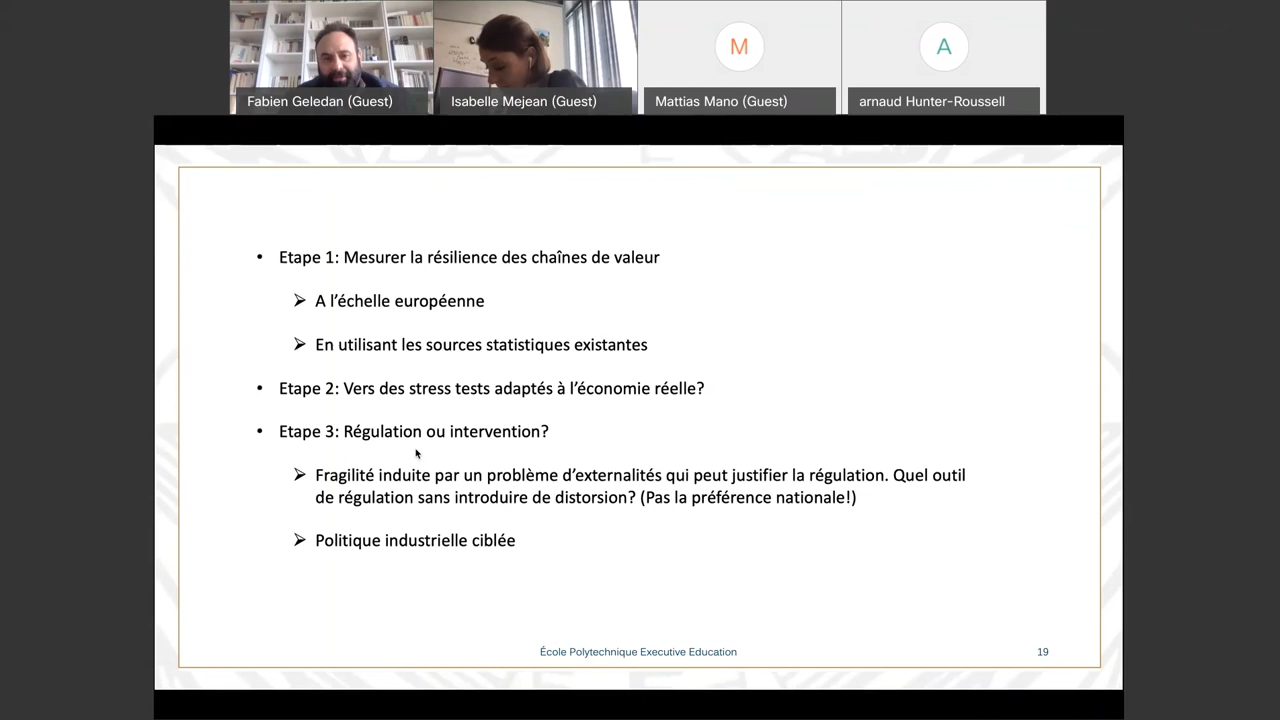 M
A
Fabien Geledan (Guest)
Isabelle Mejean (Guest)
Mattias Mano (Guest)
arnaud Hunter-Roussell
• Etape 1: Mesurer la résilience des chaînes de valeur
➢ A l’échelle européenne
➢ En utilisant les sources statistiques existantes
• Etape 2: Vers des stress tests adaptés à l’économie réelle?
• Etape 3: Régulation ou intervention?
➢ Fragilité induite par un problème d’externalités qui peut justifier la régulation. Quel outil
de régulation sans introduire de distorsion? (Pas la préférence nationale!)
➢ Politique industrielle ciblée
École Polytechnique Executive Education
19